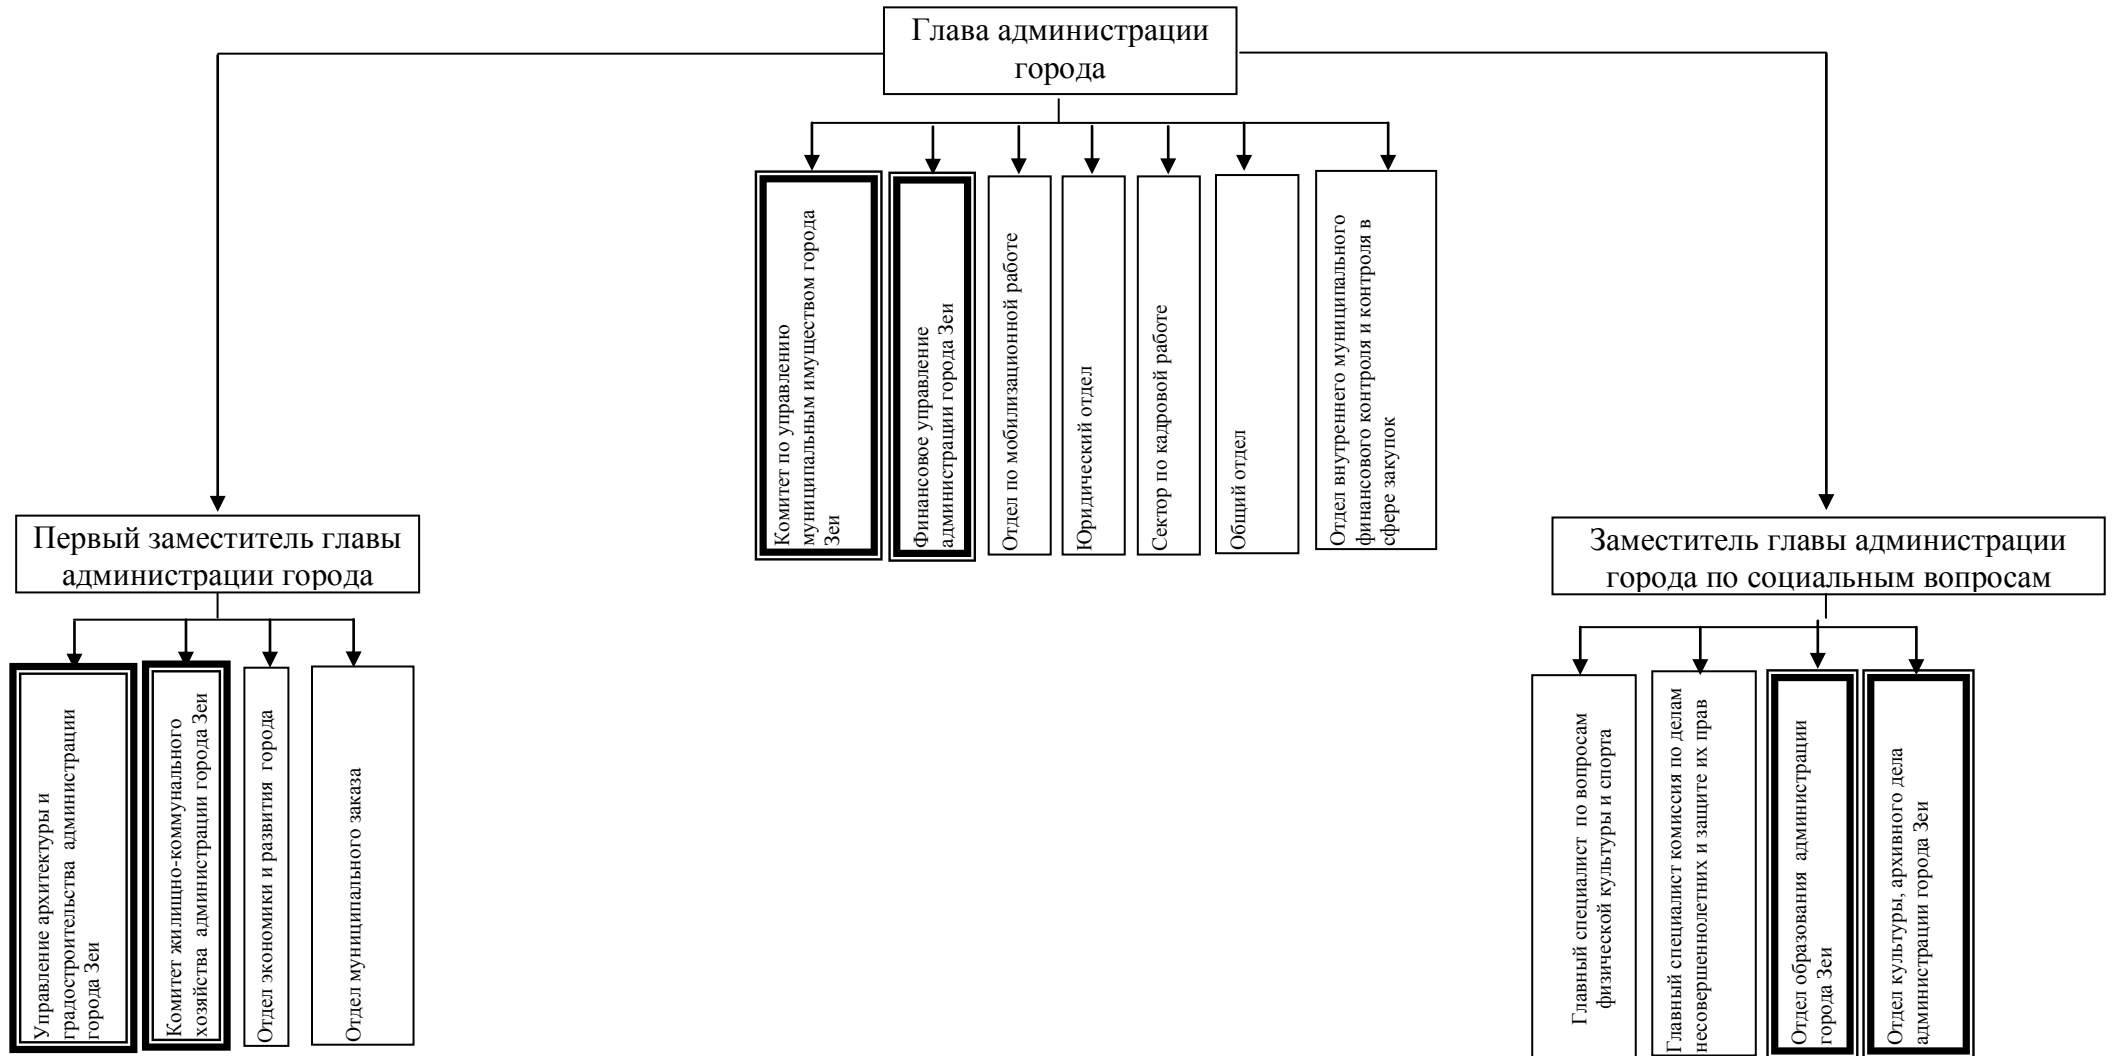 Глава администрации
города
Комитет по управлению
муниципальным имуществом города
Зеи
Финансовое управление
администрации города Зеи
Отдел по мобилизационной работе
Юридический отдел
Сектор по кадровой работе
Общий отдел
Отдел внутреннего муниципального
финансового контроля и контроля в
сфере закупок
Первый заместитель главы
администрации города
Заместитель главы администрации
города по социальным вопросам
Управление архитектуры и
градостроительства администрации
города Зеи
Комитет жилищно-коммунального
хозяйства администрации города Зеи
Отдел экономики и развития города
Отдел муниципального заказа
Главный специалист по вопросам
физической культуры и спорта
Главный специалист комиссия по делам
несовершеннолетних и защите их прав
Отдел образования администрации
города Зеи
Отдел культуры, архивного дела
администрации города Зеи